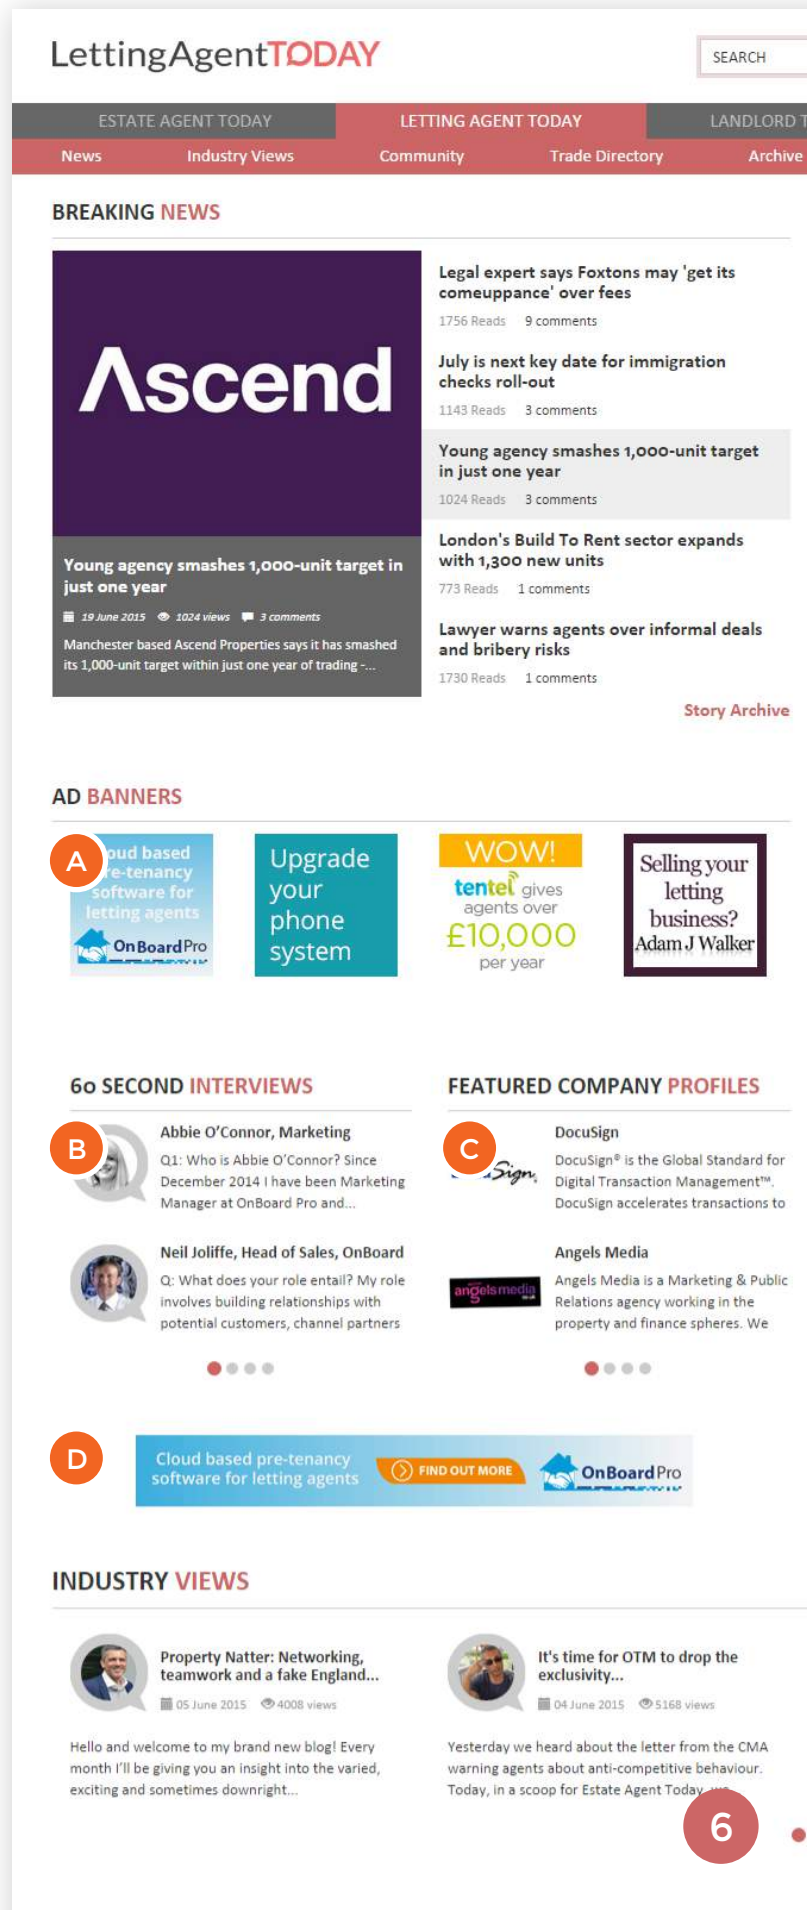 LettingAgentTODAY
SEARCH
ESTATE AGENT TODAY
LETTING AGENT TODAY
LANDLORD T
News
Industry Views
Community
Trade Directory
Archive
BREAKING NEWS
Ascend
Young agency smashes 1,000-unit target in
just one year
19 June 2015 1024 views 3 comments
Manchester based Ascend Properties says it has smashed
its 1,000-unit target within just one year of trading -...
Legal expert says Foxtons may 'get its
comeuppance' over fees
1756 Reads 9 comments
July is next key date for immigration
checks roll-out
1143 Reads 3 comments
Young agency smashes 1,000-unit target
in just one year
1024 Reads 3 comments
London's Build To Rent sector expands
with 1,300 new units
773 Reads 1 comments
Lawyer warns agents over informal deals
and bribery risks
1730 Reads 1 comments
Story Archive
AD BANNERS
A
oud based
e-tenancy
software for
letting agents
OnBoardPro
Upgrade
your
phone
system
WOW!
tentel gives
agents over
£10,000
per year
Selling your
letting
business?
Adam J Walker
60 SECOND INTERVIEWS
B
Abbie O'Connor, Marketing
Q1: Who is Abbie O'Connor? Since
December 2014 I have been Marketing
Manager at OnBoard Pro and...
Neil Joliffe, Head of Sales, OnBoard
Q: What does your role entail? My role
involves building relationships with
potential customers, channel partners
FEATURED COMPANY PROFILES
C
Sign
DocuSign
DocuSign® is the Global Standard for
Digital Transaction Management™.
DocuSign accelerates transactions to
angelsmedia
Angels Media
Angels Media is a Marketing & Public
Relations agency working in the
property and finance spheres. We
D
Cloud based pre-tenancy
software for letting agents
FIND OUT MORE
OnBoardPro
INDUSTRY VIEWS
Property Natter: Networking,
teamwork and a fake England...
05 June 2015 4008 views
Hello and welcome to my brand new blog! Every
month I'll be giving you an insight into the varied,
exciting and sometimes downright...
It's time for OTM to drop the
exclusivity...
04 June 2015 5168 views
Yesterday we heard about the letter from the CMA
warning agents about anti-competitive behaviour.
Today, in a scoop for Estate Agent Today,
6